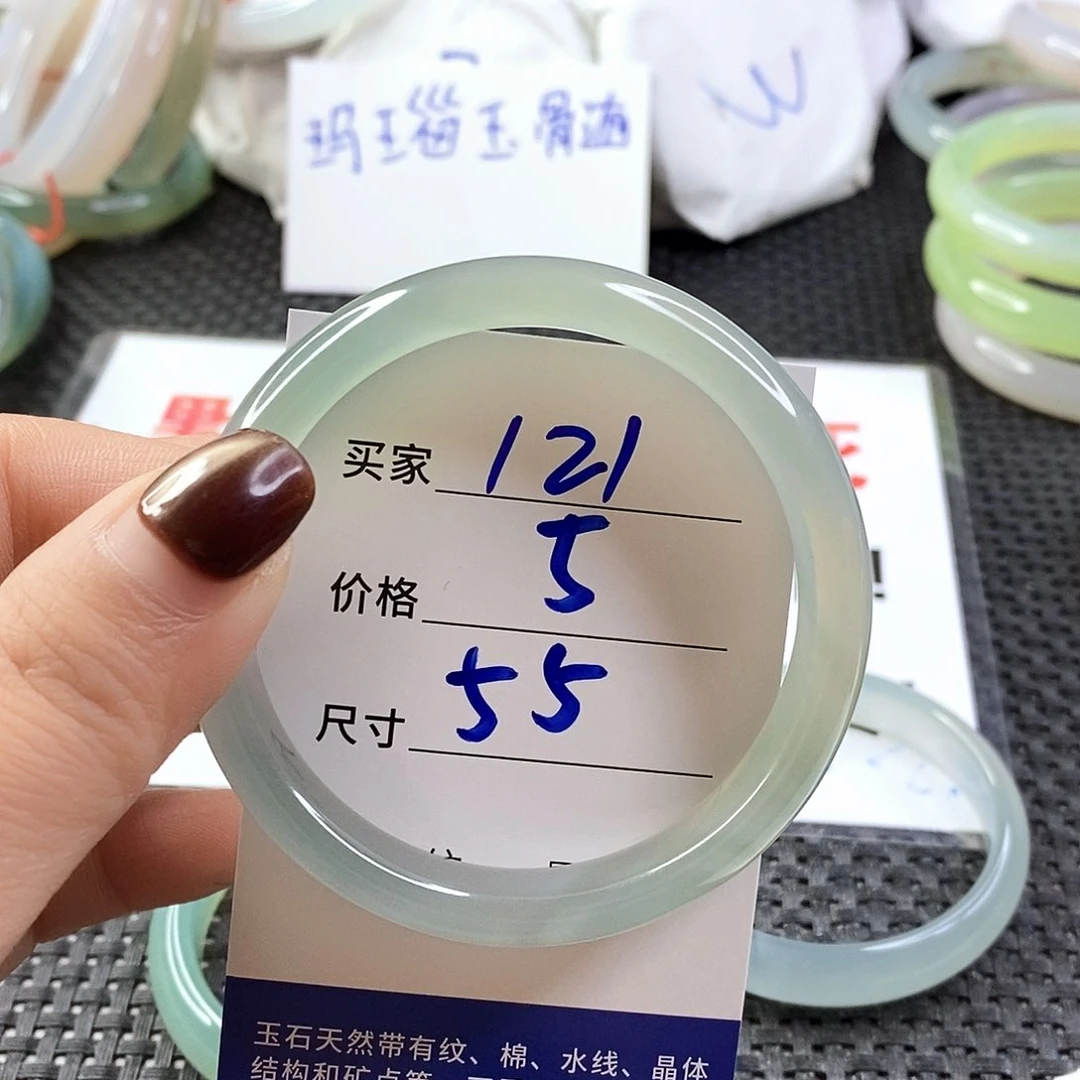 玛瑙玉骨髓
买家 121
价格 5
尺寸 55
玉石天然带有纹、棉、水线、晶体
结构和矿点等